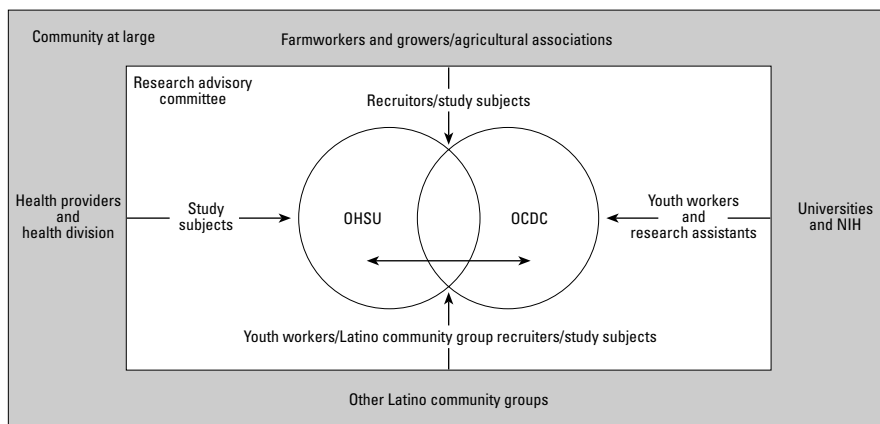 Community at large
Farmworkers and growers/agricultural associations
Research advisory
committee
Recruitors/study subjects
Health providers
and
health division
Study
subjects
OHSU
OCDC
Youth workers
and
research assistants
Universities
and NIH
Youth workers/Latino community group recruiters/study subjects
Other Latino community groups